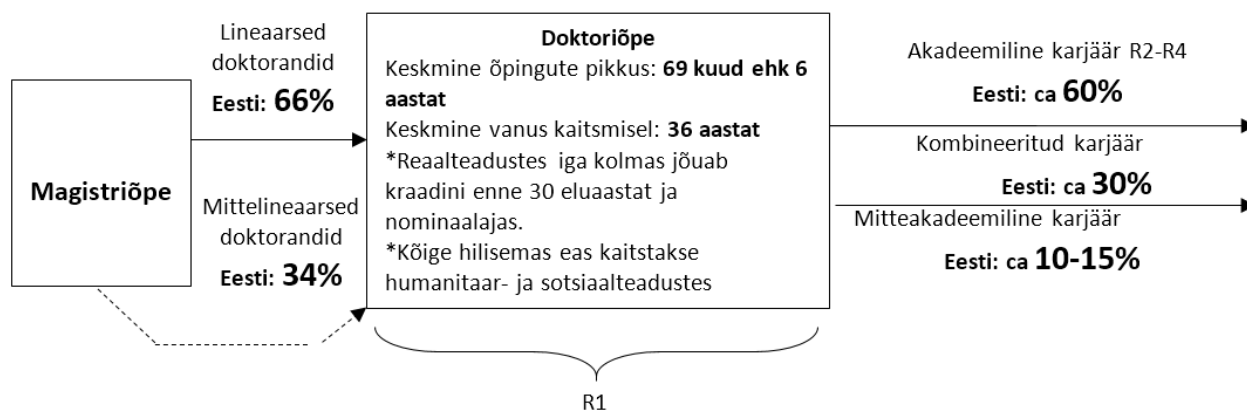 Magistriõpe
Lineaarsed
doktorandid
Eesti: 66%
Mittelineaarsed
doktorandid
Eesti: 34%
Doktoriõpe
Keskmine õpingute pikkus: 69 kuud ehk 6
aastat
Keskmine vanus kaitsmisel: 36 aastat
*Reaalteadustes iga kolmas jõuab
kraadini enne 30 eluaastat ja
nominaalajas.
*Kõige hilisemas eas kaitstakse
humanitaar- ja sotsiaalteadustes
R1
Akadeemiline karjäär R2-R4
Eesti: ca 60%
Kombineeritud karjäär
Eesti: ca 30%
Mitteakadeemiline karjäär
Eesti: ca 10-15%